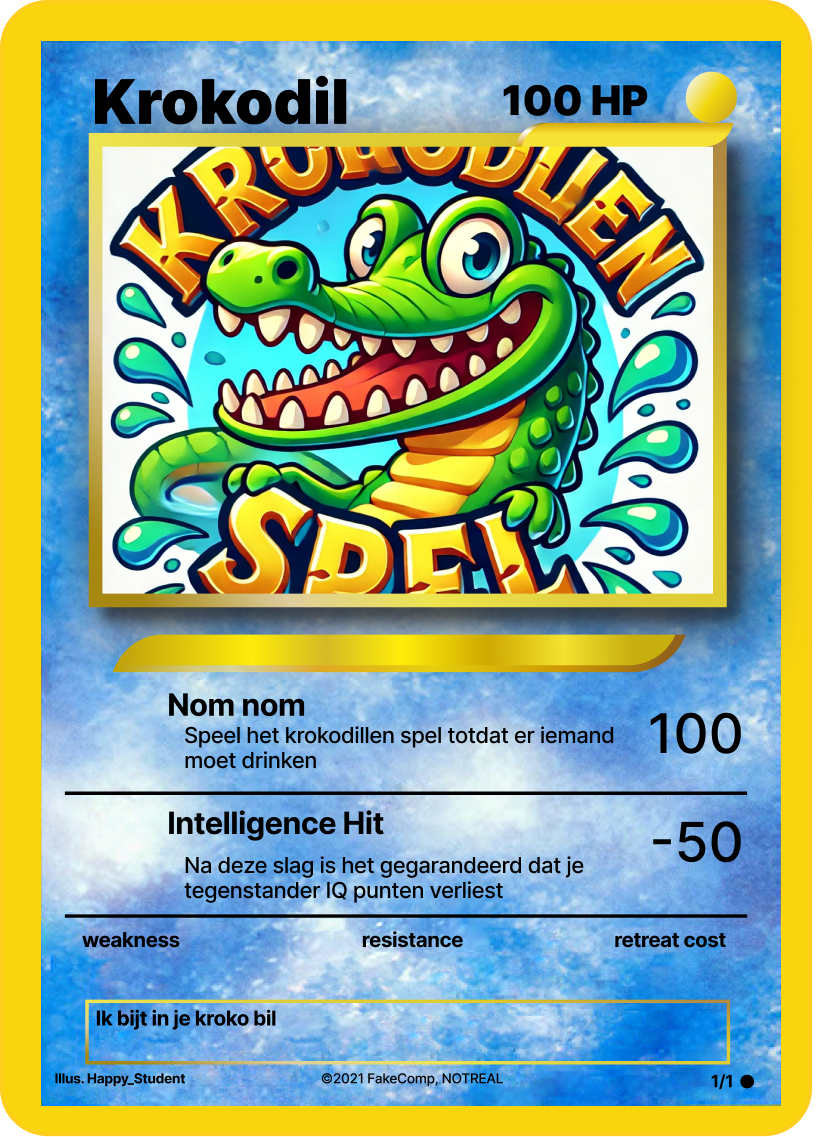 Krokodil
100 HP
KROKODILLEN
SPEL
Nom nom
Speel het krokodillen spel totdat er iemand
moet drinken
100
Intelligence Hit
Na deze slag is het gegarandeerd dat je
tegenstander IQ punten verliest
-50
weakness resistance retreat cost
Ik bijt in je kroko bil
Illus. Happy_Student ©2021 FakeComp, NOTREAL 1/1